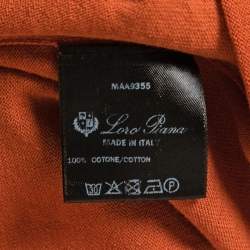 MAA9355
Loro Piana
MADE IN ITALY
100% COTONE/COTTON